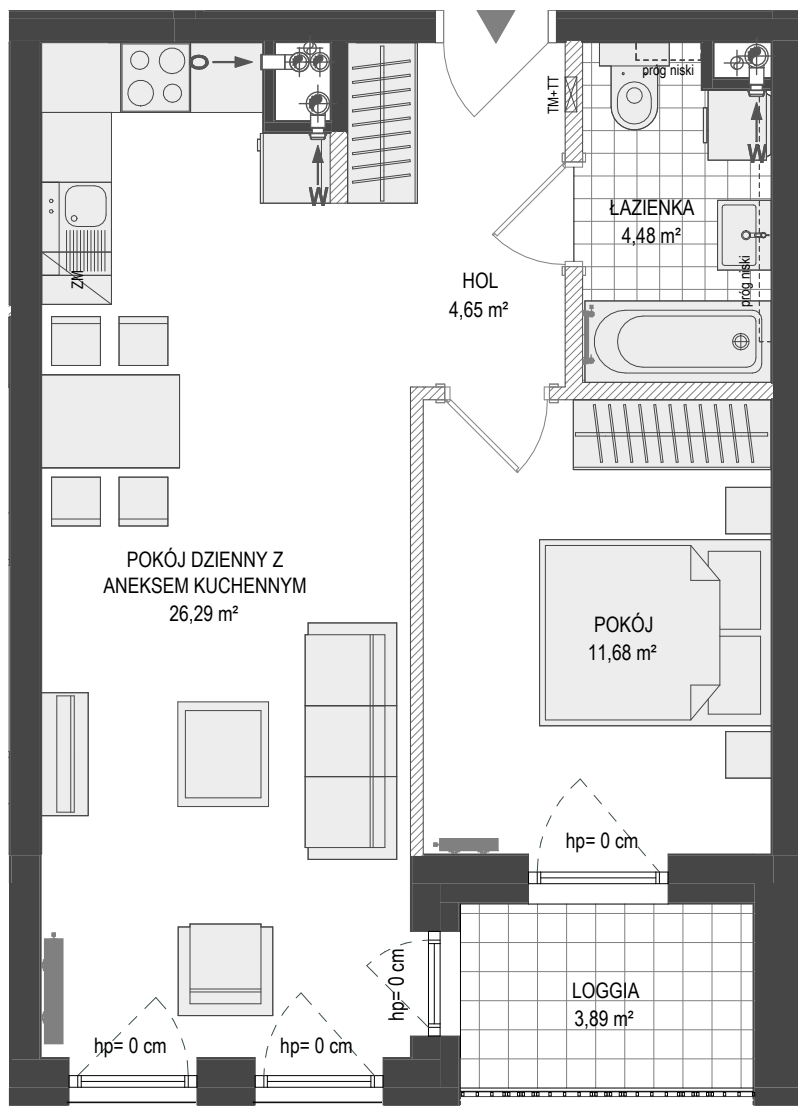 O
próg niski
TM+TT
W
W
ŁAZIENKA
4,48 m²
HOL
4,65 m²
próg niski
ZM
POKÓJ DZIENNY Z
ANEKSEM KUCHENNYM
26,29 m²
POKÓJ
11,68 m²
hp= 0 cm
hp= 0 cm
LOGGIA
3,89 m²
hp= 0 cm
hp= 0 cm